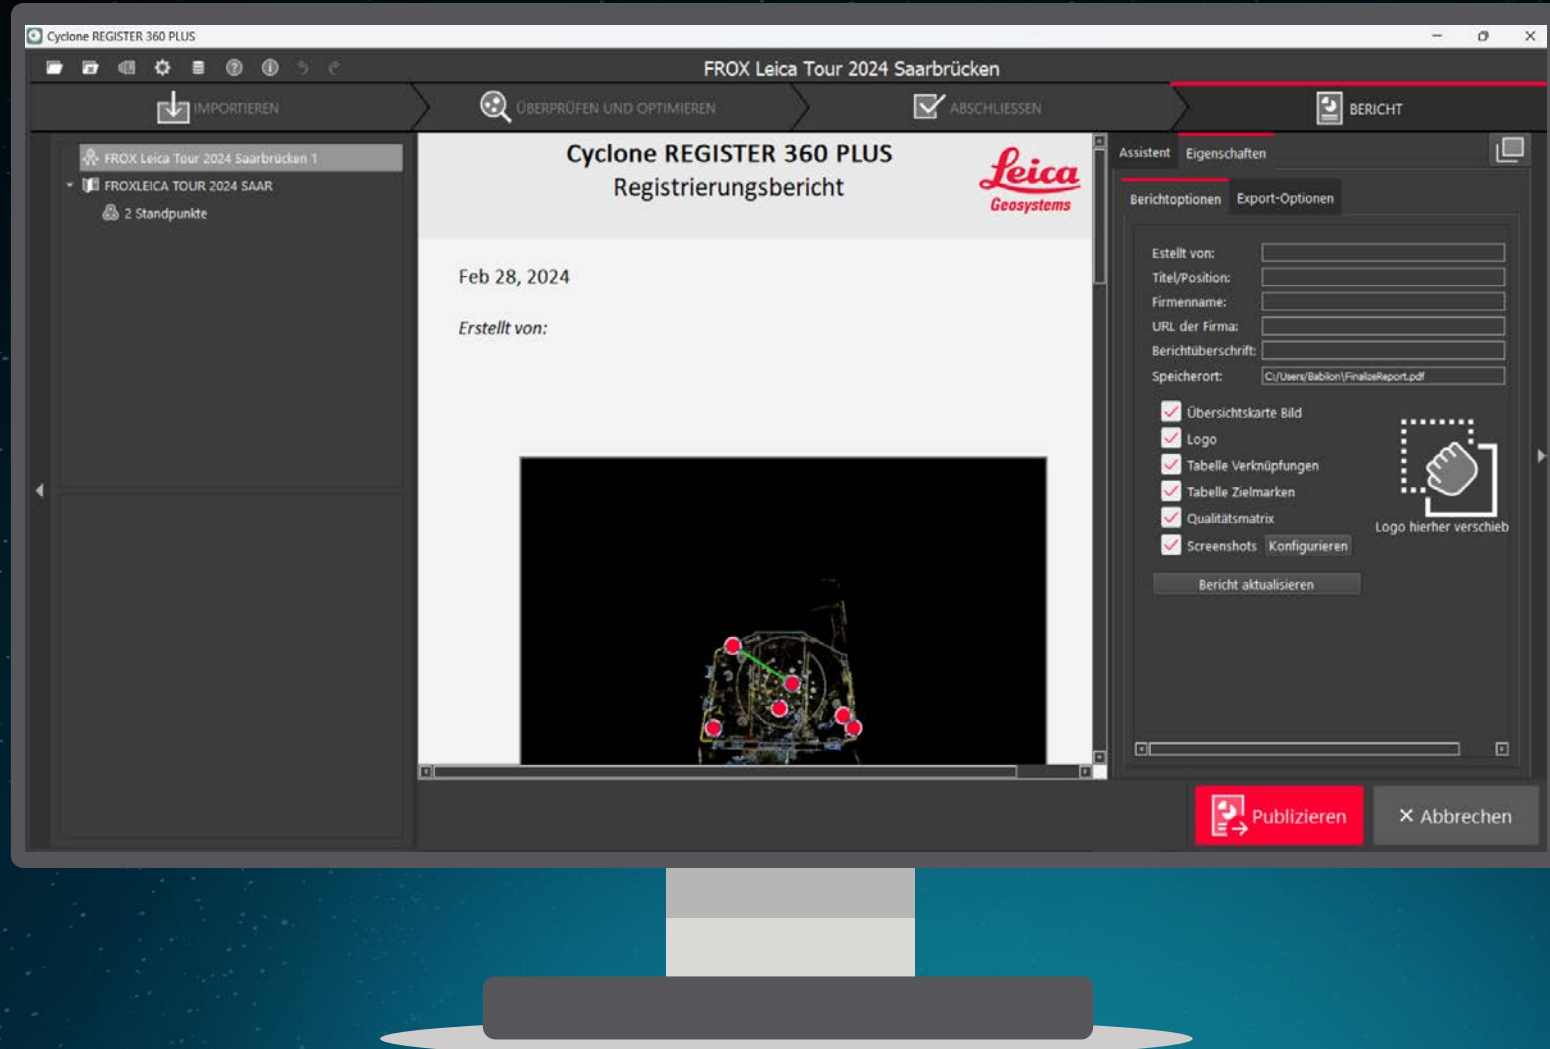 Cyclone REGISTER 360 PLUS
FROX Leica Tour 2024 Saarbrücken
IMPORTIEREN
ÜBERPRÜFEN UND OPTIMIEREN
ABSCHLIESSEN
BERICHT
FROX Leica Tour 2024 Saarbrücken 1
FROXLEICA TOUR 2024 SAAR
2 Standpunkte
Cyclone REGISTER 360 PLUS
Registrierungsbericht
Leica
Geosystems
Feb 28, 2024
Erstellt von:
Assistent Eigenschaften
Berichtoptionen Export-Optionen
Estellt von:
Titel/Position:
Firmenname:
URL der Firma:
Berichtüberschrift:
Speicherort: C:/Users/Babilon\FinalizeReport.pdf
Übersichtskarte Bild
Logo
Tabelle Verknüpfungen
Tabelle Zielmarken
Qualitätsmatrix
Screenshots Konfigurieren
Logo hierher verschieb
Bericht aktualisieren
Publizieren
Abbrechen